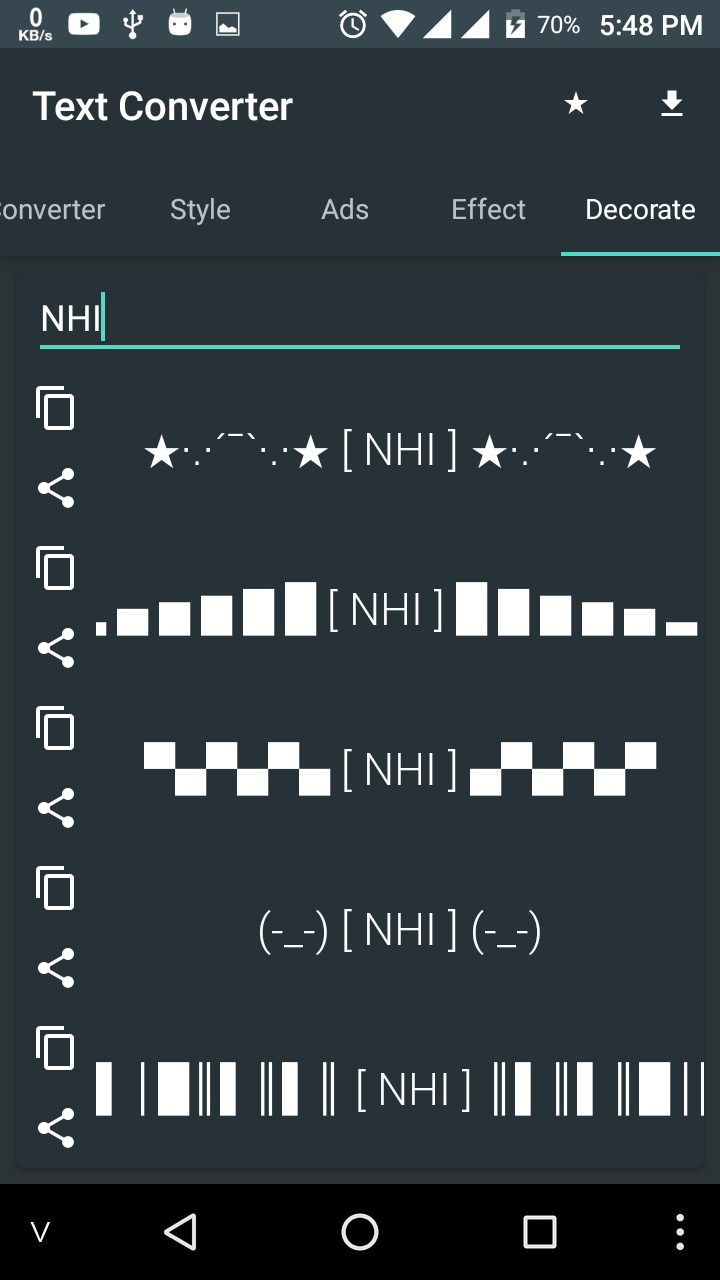 0 KB/s 70% 5:48 PM
Text Converter
onverter Style Ads Effect Decorate
NHI
★·.·´¯`·.·★ [ NHI ] ★·.·´¯`·.·★
▂▃▄▅▆▇ [ NHI ] ▇▆▅▄▃▂
▀▄▀▄▀▄ [ NHI ] ▄▀▄▀▄▀
(-_-) [ NHI ] (-_-)
▌│█║▌║▌║ [ NHI ] ║▌║▌║█││